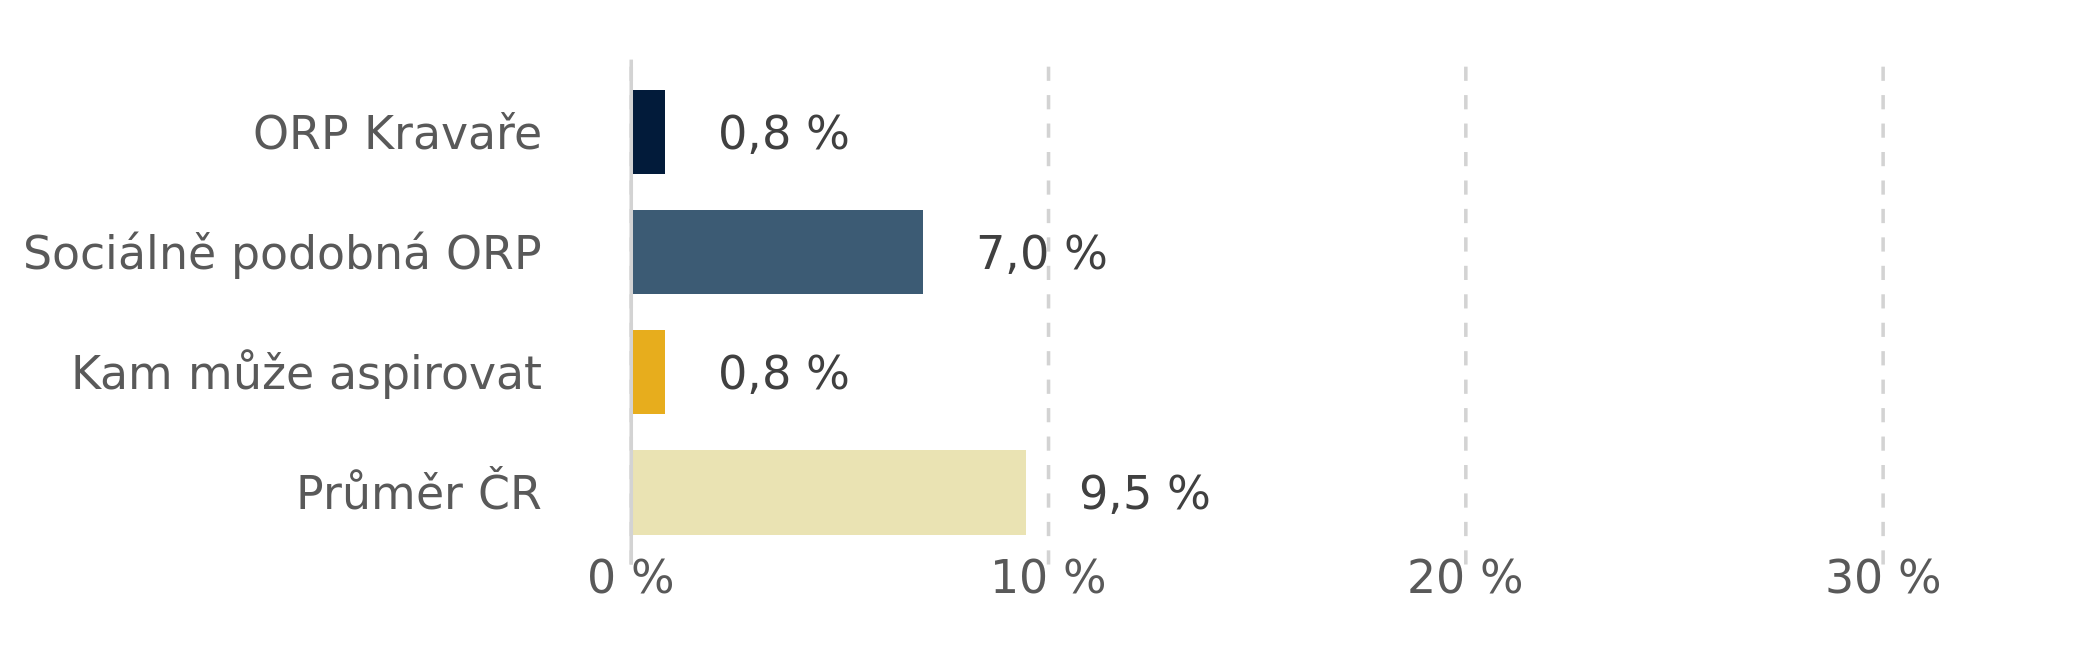 ORP Kravaře 0,8 %
Sociálně podobná ORP 7,0 %
Kam může aspirovat 0,8 %
Průměr ČR 9,5 %
0 % 10 % 20 % 30 %